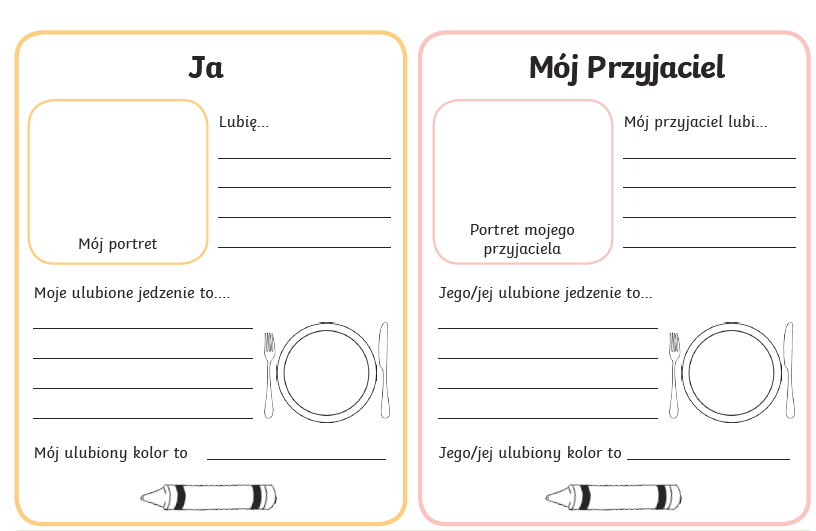 Ja
Lubię...
Mój portret
Moje ulubione jedzenie to....
Mój ulubiony kolor to
Mój Przyjaciel
Mój przyjaciel lubi...
Portret mojego
przyjaciela
Jego/jej ulubione jedzenie to...
Jego/jej ulubiony kolor to